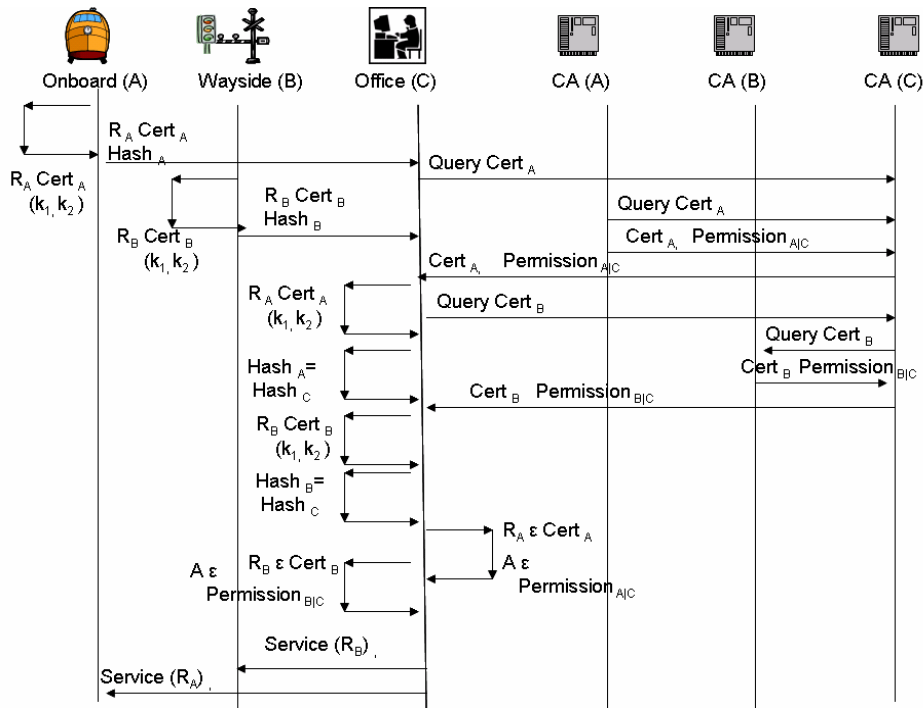 Onboard (A) Wayside (B) Office (C) CA (A) CA (B) CA (C)
R A Cert A
Hash A
R A Cert A
(k1, k2)
Query Cert A
R B Cert B
Hash B
R B Cert B
(k1, k2)
Query Cert A
Cert A, Permission A|C
Cert A, Permission A|C
R A Cert A
(k1, k2)
Query Cert B
Query Cert B
Hash A =
Hash C
Cert B Permission B|C
Cert B Permission B|C
R B Cert B
(k1, k2)
Hash B =
Hash C
R A ε Cert A
A ε
Permission A|C
R B ε Cert B
A ε
Permission B|C
Service (R B) ,
Service (R A) ,